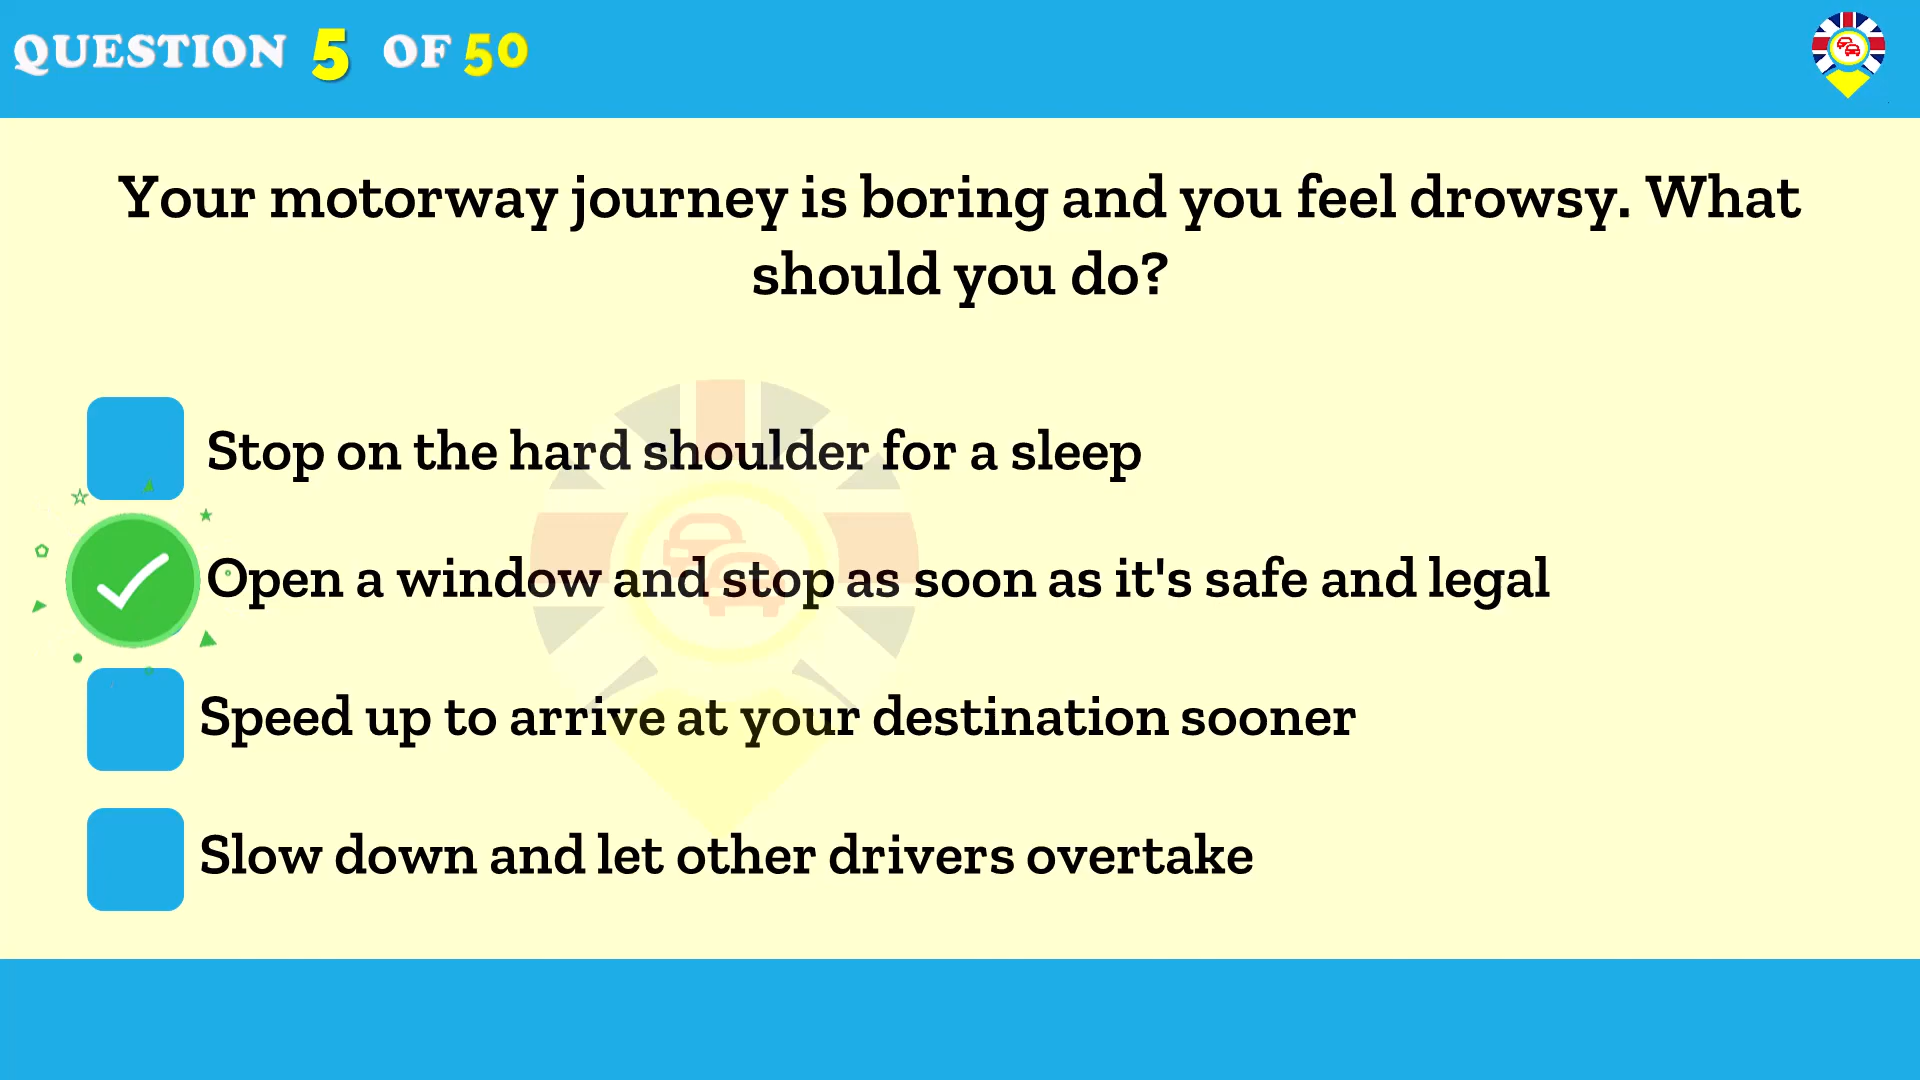 QUESTION 5 OF 50
Your motorway journey is boring and you feel drowsy. What
should you do?
Stop on the hard shoulder for a sleep
Open a window and stop as soon as it's safe and legal
Speed up to arrive at your destination sooner
Slow down and let other drivers overtake